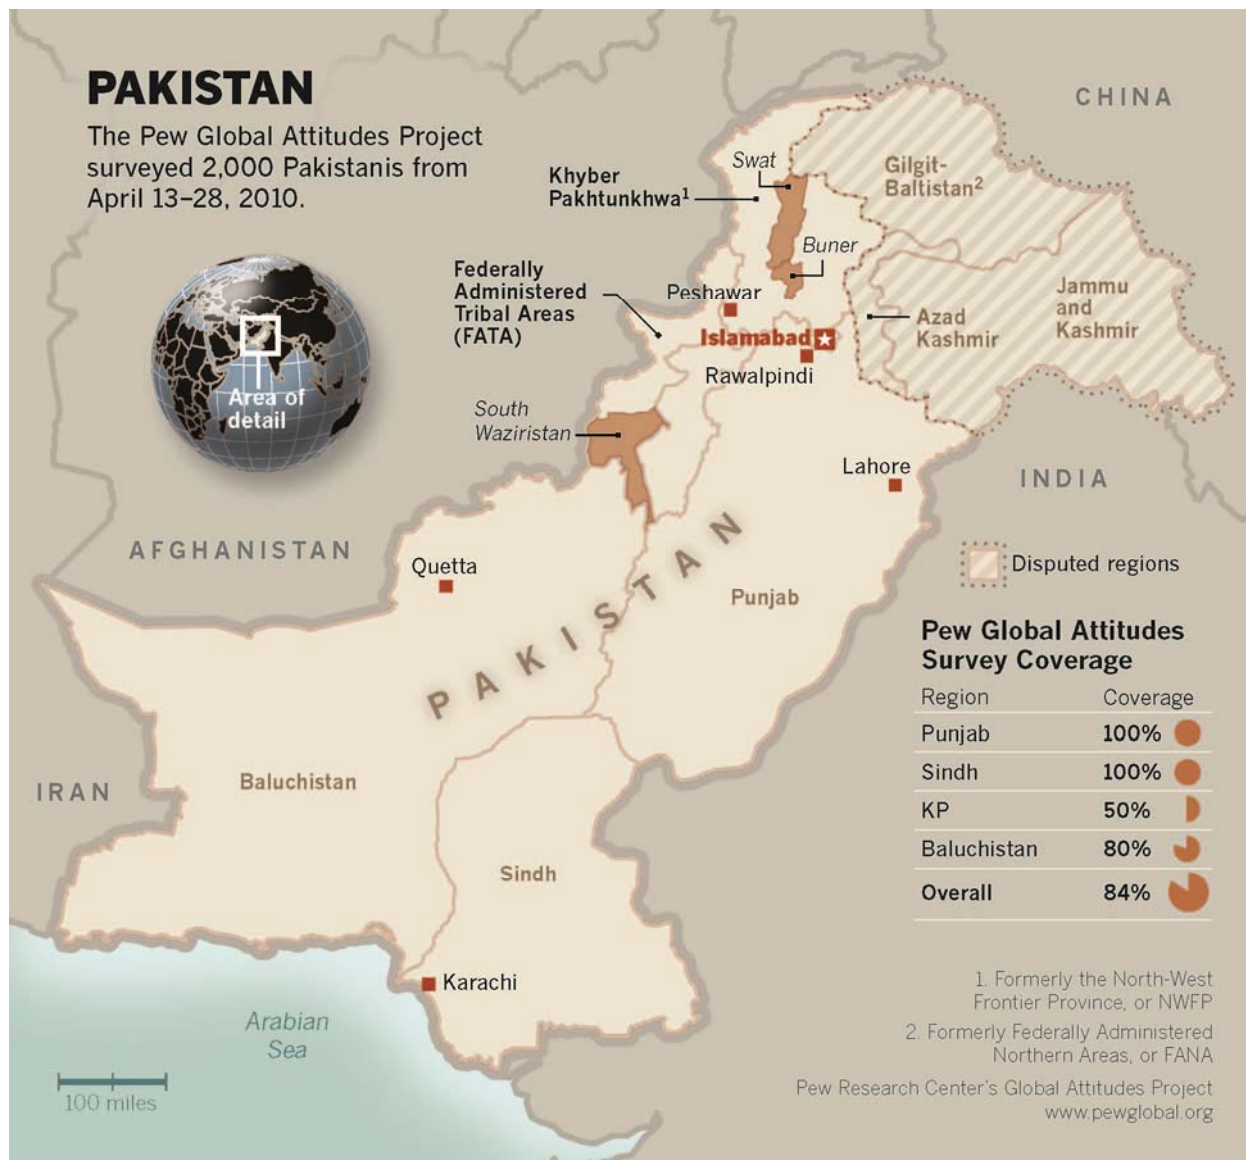 PAKISTAN
The Pew Global Attitudes Project
surveyed 2,000 Pakistanis from
April 13–28, 2010.
Area of
detail
CHINA
Swat
Khyber
Pakhtunkhwa¹
Gilgit-
Baltistan²
Buner
Federally
Administered
Tribal Areas
(FATA)
Peshawar
Jammu
and
Kashmir
Azad
Kashmir
Islamabad
Rawalpindi
South
Waziristan
Lahore
INDIA
AFGHANISTAN
Quetta
PAKISTAN
Punjab
Disputed regions
Baluchistan
IRAN
Sindh
Karachi
Arabian
Sea
100 miles
Pew Global Attitudes
Survey Coverage
Region Coverage
Punjab 100%
Sindh 100%
KP 50%
Baluchistan 80%
Overall 84%
1. Formerly the North-West
Frontier Province, or NWFP
2. Formerly Federally Administered
Northern Areas, or FANA
Pew Research Center's Global Attitudes Project
www.pewglobal.org